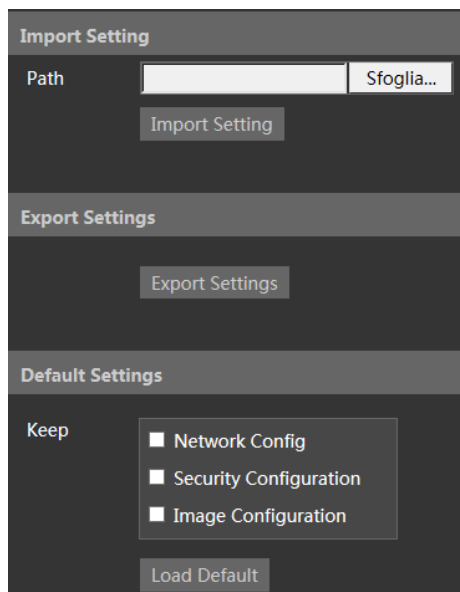 Import Setting
Path Sfoglia...
Import Setting
Export Settings
Export Settings
Default Settings
Keep
Network Config
Security Configuration
Image Configuration
Load Default